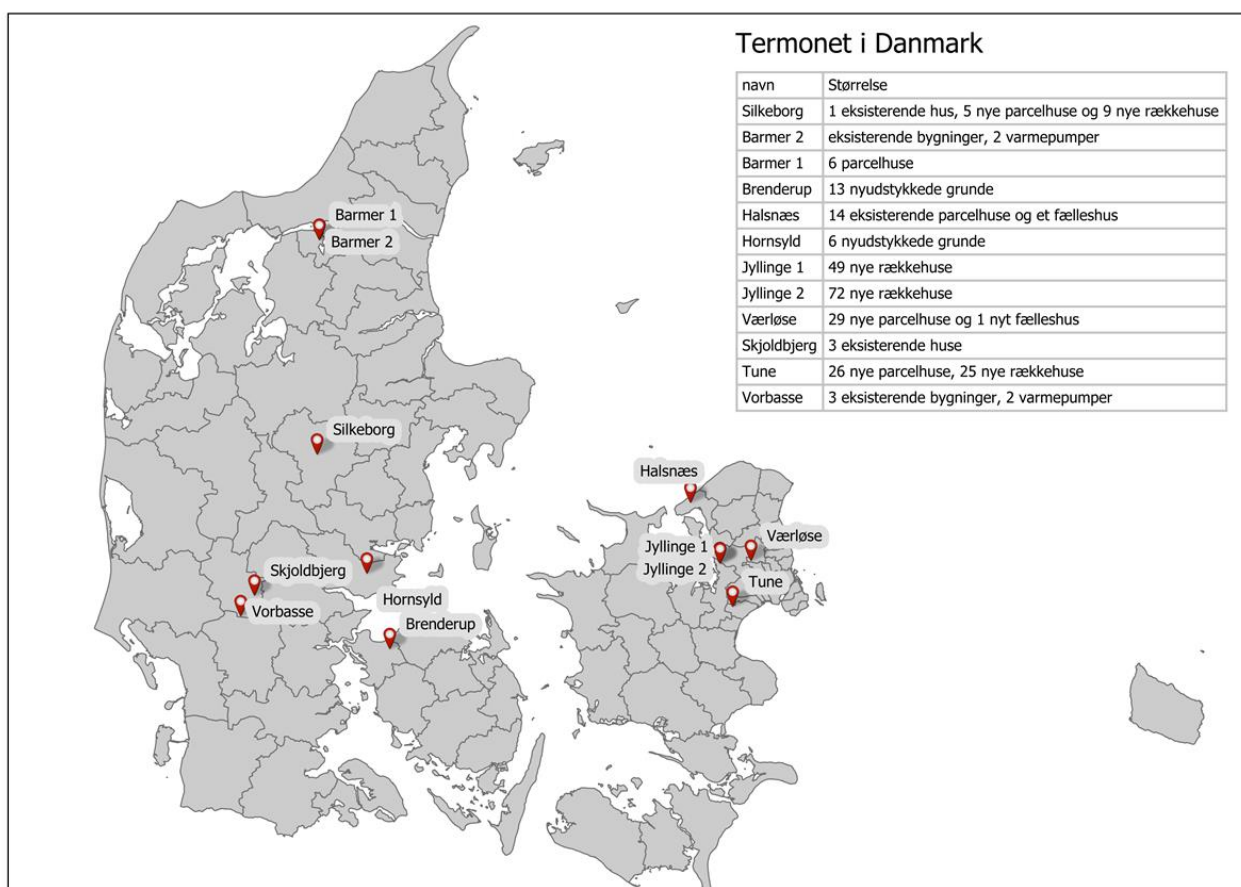 Termonet i Danmark
navn Størrelse
Silkeborg 1 eksisterende hus, 5 nye parcelhuse og 9 nye rækkehuse
Barmer 2 eksisterende bygninger, 2 varmepumper
Barmer 1 6 parcelhuse
Brenderup 13 nyudstykkede grunde
Halsnæs 14 eksisterende parcelhuse og et fælleshus
Hornsyld 6 nyudstykkede grunde
Jyllinge 1 49 nye rækkehuse
Jyllinge 2 72 nye rækkehuse
Værløse 29 nye parcelhuse og 1 nyt fælleshus
Skjoldbjerg 3 eksisterende huse
Tune 26 nye parcelhuse, 25 nye rækkehuse
Vorbasse 3 eksisterende bygninger, 2 varmepumper
Barmer 1
Barmer 2
Silkeborg
Halsnæs
Værløse
Jyllinge 1
Jyllinge 2
Tune
Skjoldbjerg
Hornsyld
Vorbasse
Brenderup